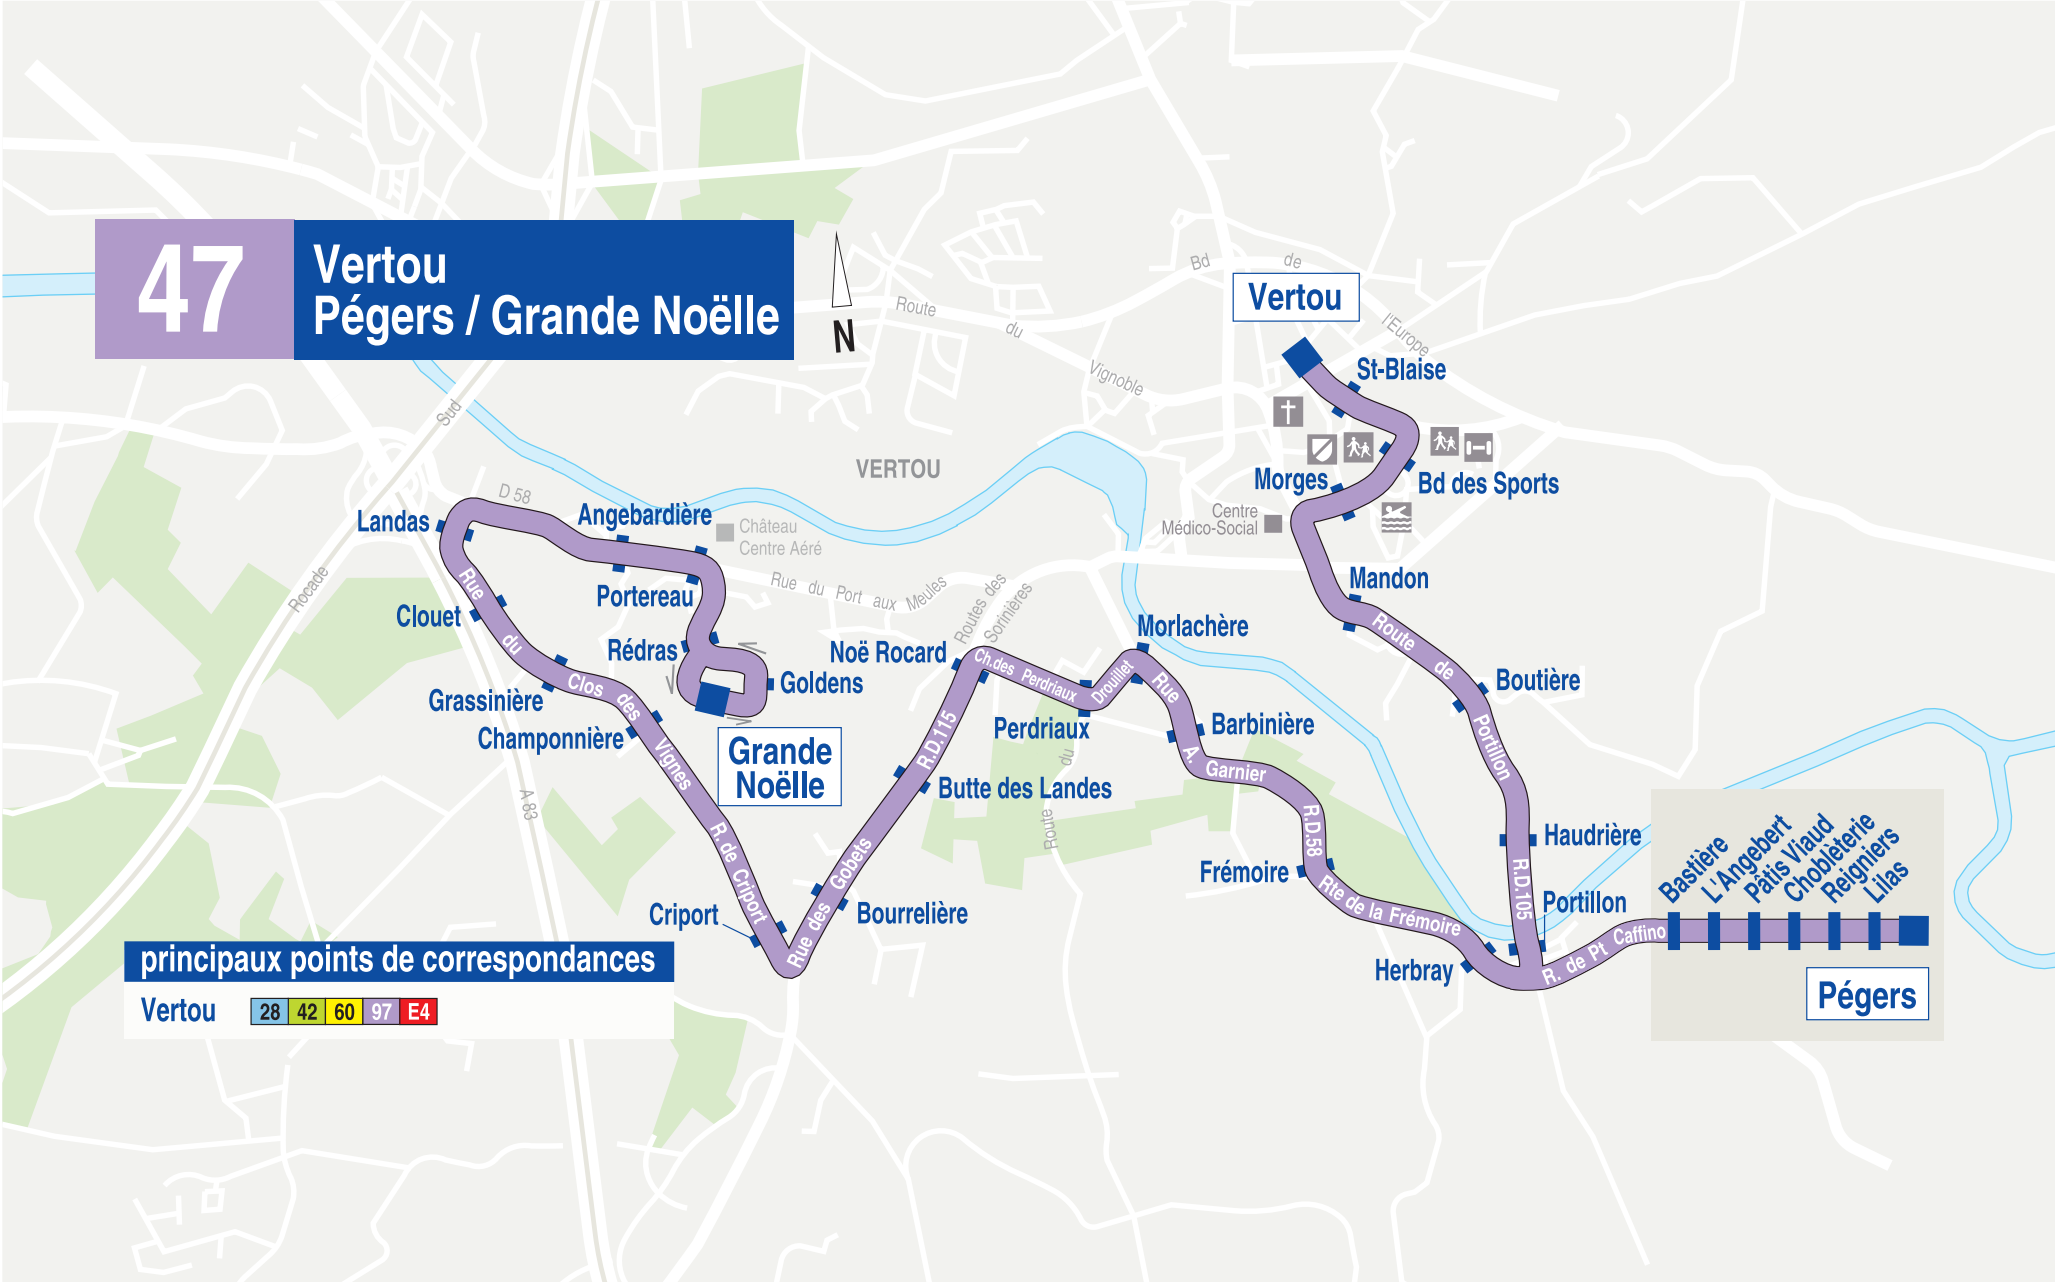 47
Vertou
Pégers / Grande Noëlle
N
Bd de
l'Europe
Route du Vignoble
Vertou
St-Blaise
Bd des Sports
Morges
Centre
Médico-Social
Mandon
Route de Portillon
Boutière
Haudrière
R.D.105
Portillon
VERTOU
Sud
Rocade
A 83
D 58
Landas
Angebardière
Château
Centre Aéré
Portereau
Rue du Port aux Meules
Routes des
Sorinières
Clouet
Rue du Clos des Vignes
Rédras
Goldens
Grassinière
Champonnière
Grande
Noëlle
Noë Rocard
Ch.des Perdriaux
Drouillet
Morlachère
Perdriaux
Rue A. Garnier
Barbinière
R.D.115
Butte des Landes
Route du
R.D.58
Frémoire
Rte de la Frémoire
R.de Criport
Criport
Rue des Gobets
Bourrelière
Herbray
R. de Pt Caffino
Bastière
L'Angebert
Pâtis Viaud
Choblèterie
Reigniers
Lilas
Pégers
principaux points de correspondances
Vertou 28 42 60 97 E4